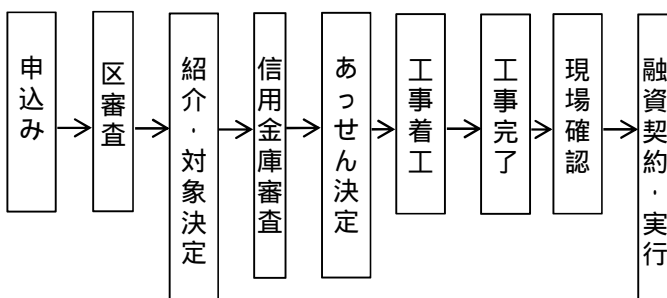 申込み
区審査
紹介・対象決定
信用金庫審査
あっせん決定
工事着工
工事完了
現場確認
融資契約・実行